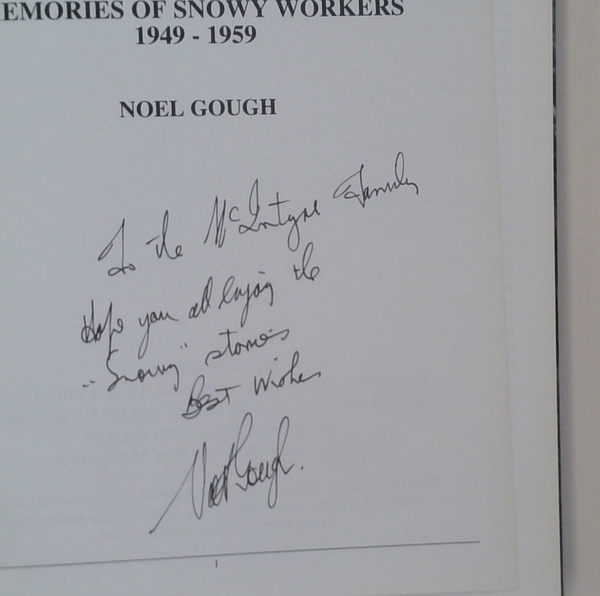 EMORIES OF SNOWY WORKERS
1949 - 1959
NOEL GOUGH
To the McIntyre Family
Hope you all enjoy the
"Snowy" stories
Best Wishes
Noel Gough.
1